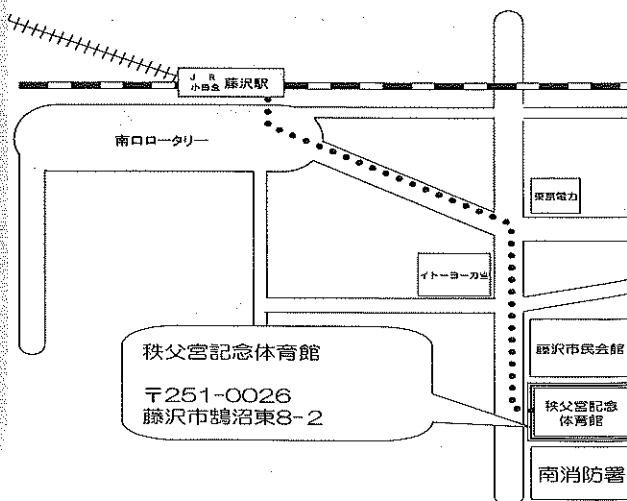 JR
小田急
藤沢駅
南口ロータリー
東京電力
イトーヨーカ堂
藤沢市民会館
秩父宮記念体育館
〒251-0026
藤沢市鵠沼東8-2
秩父宮記念
体育館
南消防署